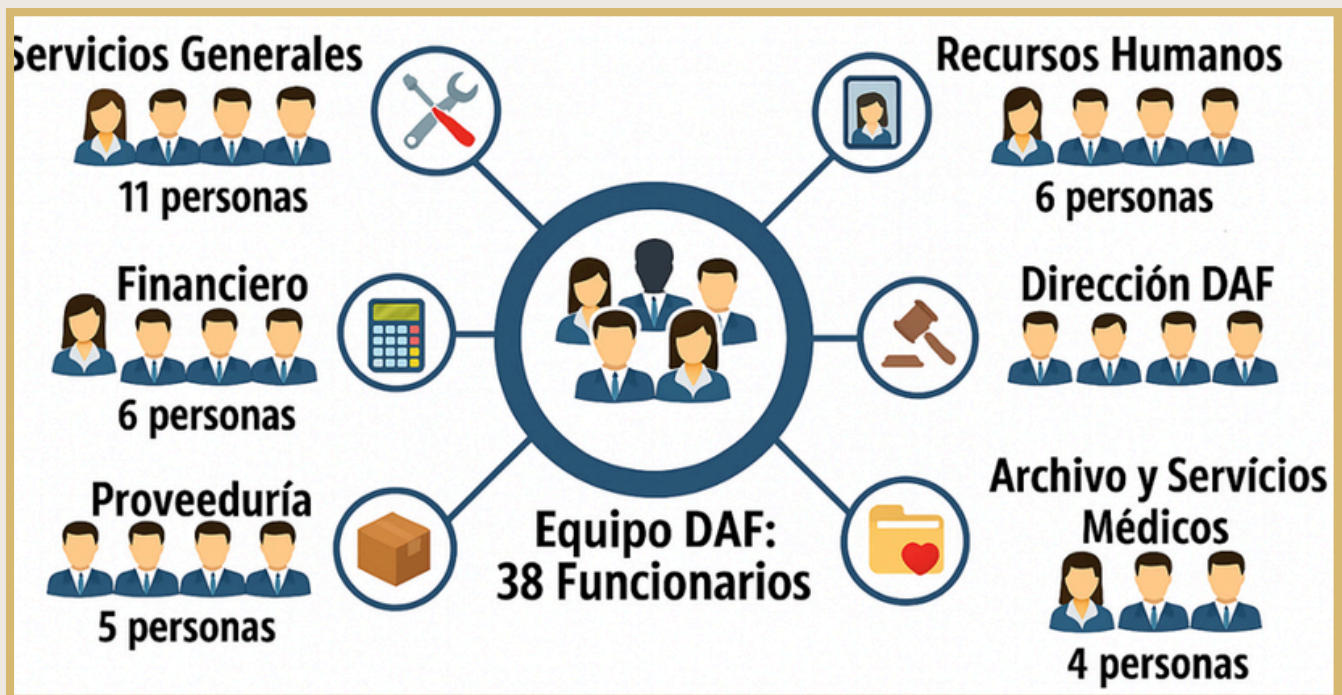 Servicios Generales
11 personas
Financiero
6 personas
Proveeduría
5 personas
Equipo DAF:
38 Funcionarios
Recursos Humanos
6 personas
Dirección DAF
Archivo y Servícios
Médicos
4 personas